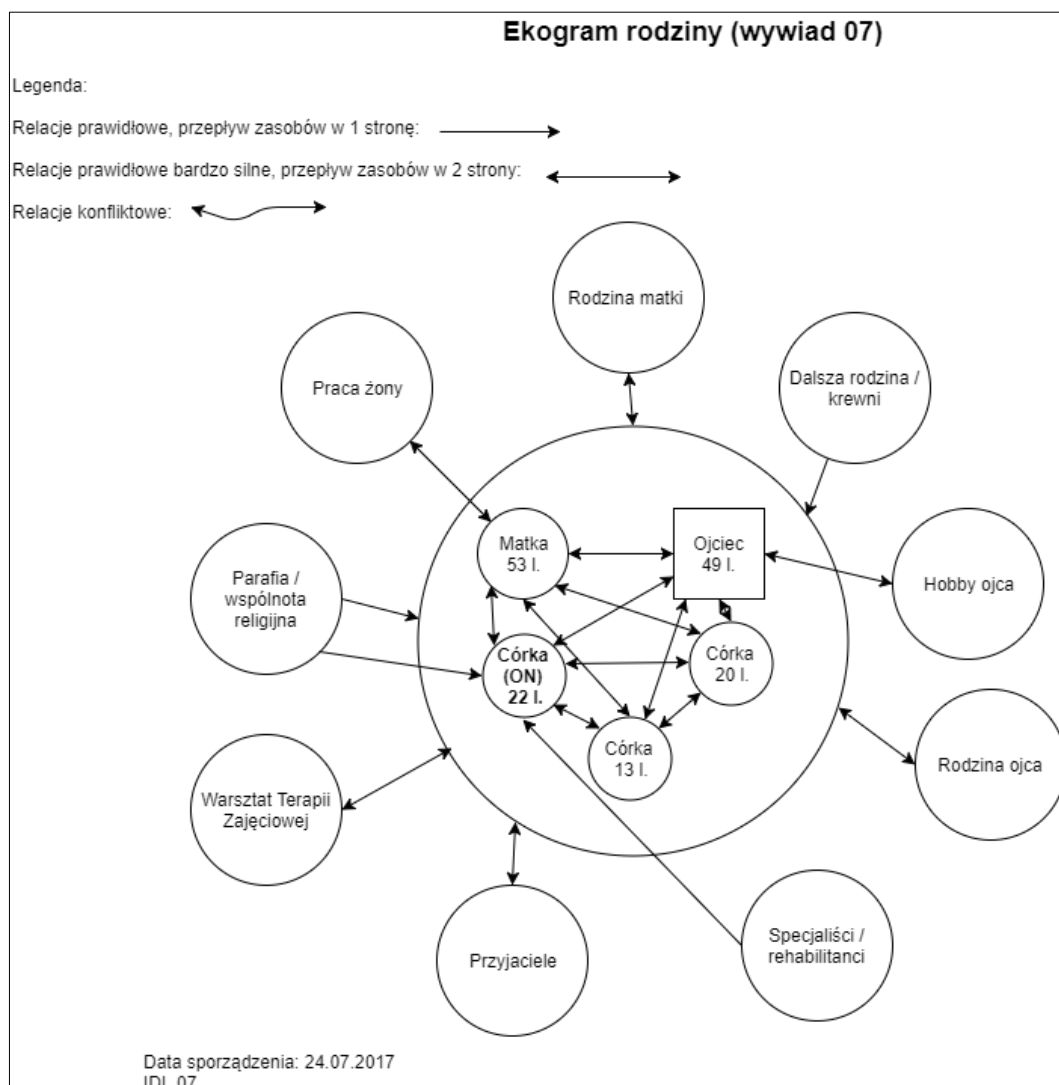 Ekogram rodziny (wywiad 07)
Legenda:
Relacje prawidłowe, przepływ zasobów w 1 stronę:
Relacje prawidłowe bardzo silne, przepływ zasobów w 2 strony:
Relacje konfliktowe:
Rodzina matki
Praca żony
Dalsza rodzina /
krewni
Matka
53 l.
Ojciec
49 l.
Parafia /
wspólnota
religijna
Hobby ojca
Córka
(ON)
22 l.
Córka
20 l.
Córka
13 l.
Rodzina ojca
Warsztat Terapii
Zajęciowej
Przyjaciele
Specjaliści /
rehabilitanci
Data sporządzenia: 24.07.2017
IDI_07